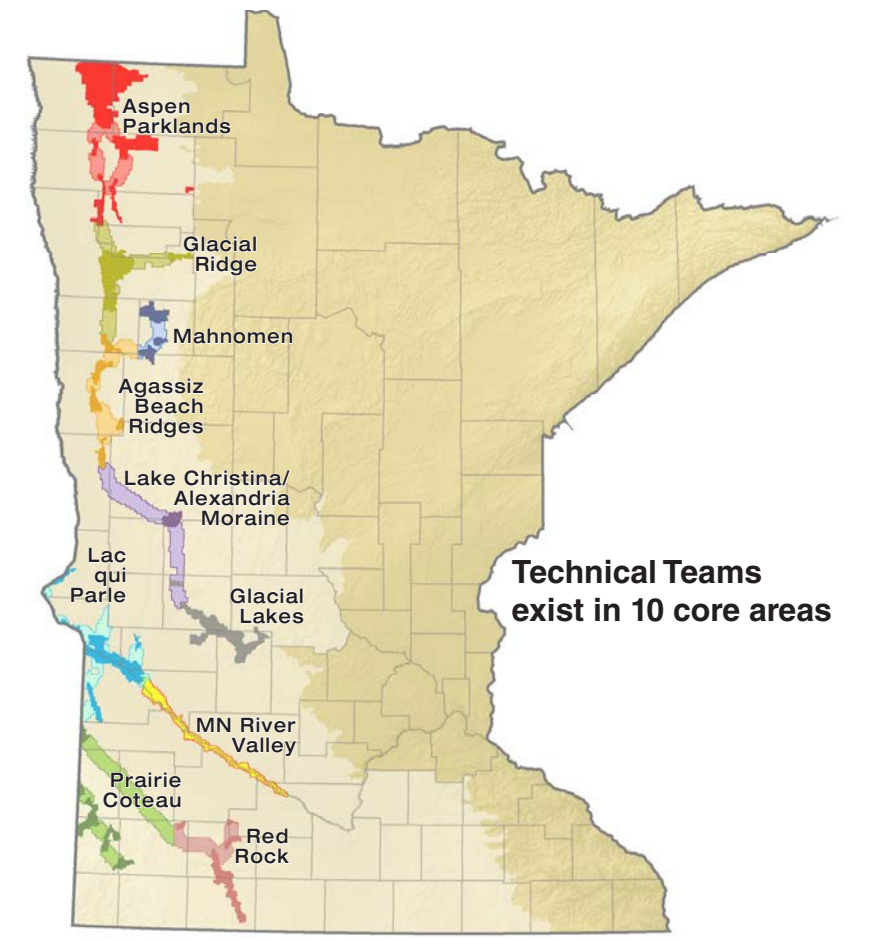 Aspen
Parklands
Glacial
Ridge
Mahnomen
Agassiz
Beach
Ridges
Lake Christina/
Alexandria
Moraine
Lac
qui
Parle
Glacial
Lakes
Technical Teams
exist in 10 core areas
MN River
Valley
Prairie
Coteau
Red
Rock